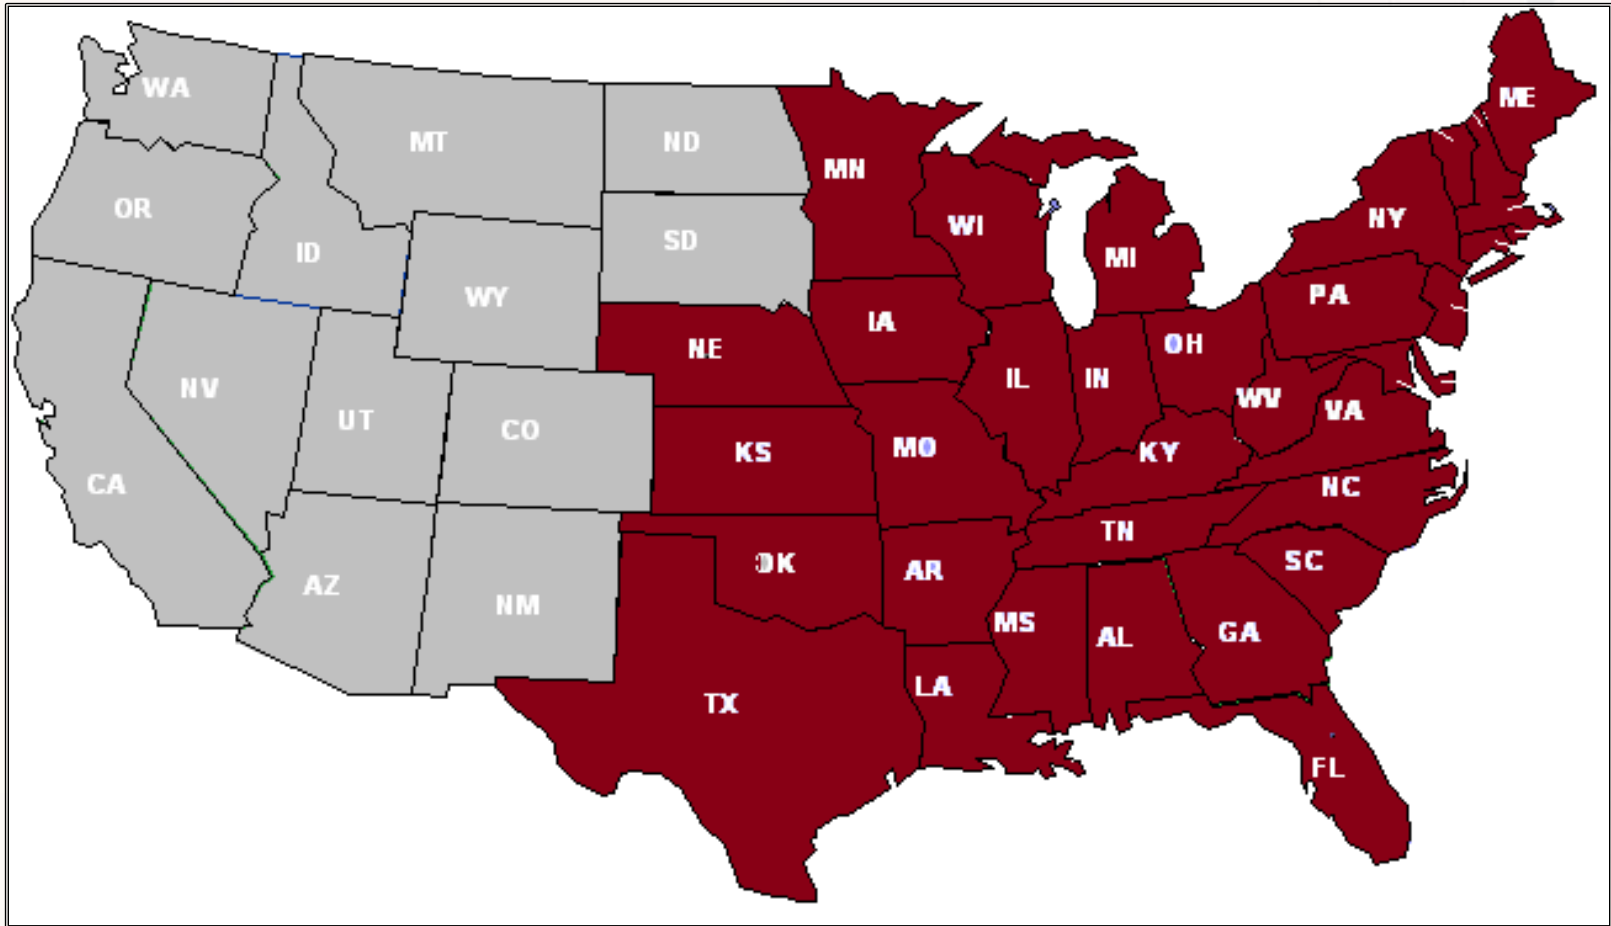 WA
MT
ND
MN
ME
OR
ID
SD
WI
MI
NY
WY
NE
IA
PA
NV
UT
CO
IL
IN
OH
WV
VA
CA
KS
MO
KY
NC
AZ
NM
OK
AR
TN
SC
TX
LA
MS
AL
GA
FL